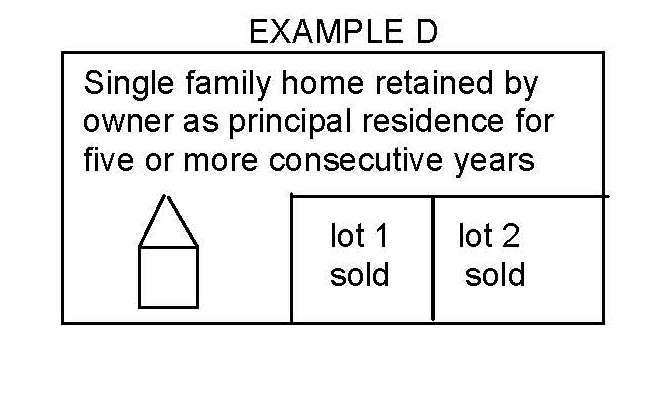 EXAMPLE D
Single family home retained by
owner as principal residence for
five or more consecutive years
lot 1
sold
lot 2
sold